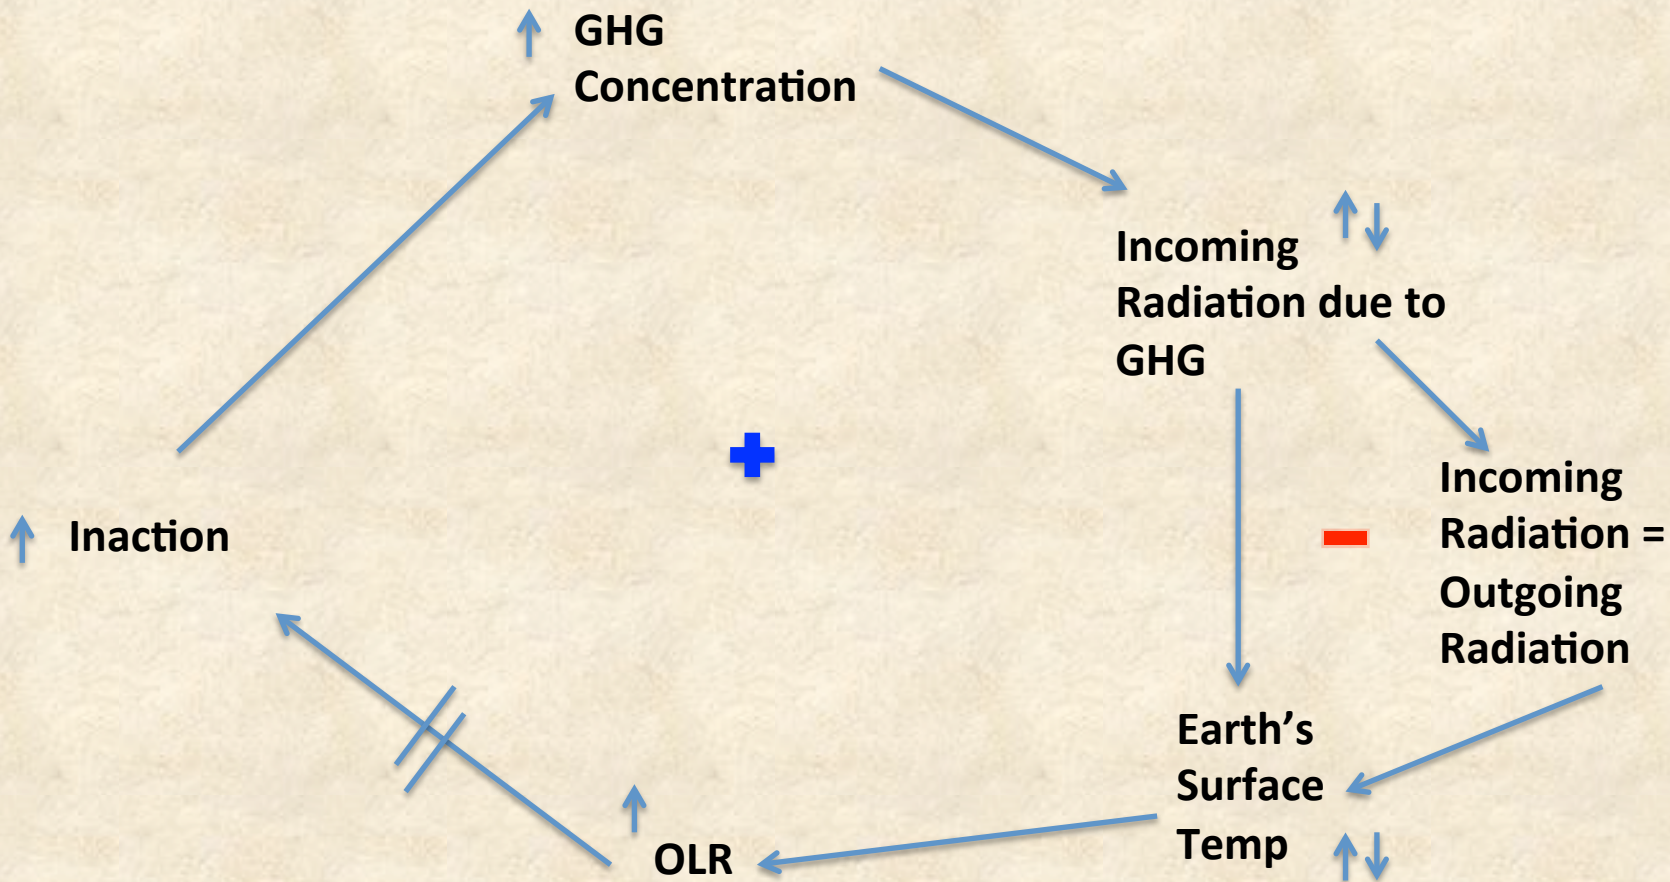 GHG
Concentration
Incoming
Radiation due to
GHG
Incoming
Radiation =
Outgoing
Radiation
Inaction
Earth’s
Surface
Temp
OLR